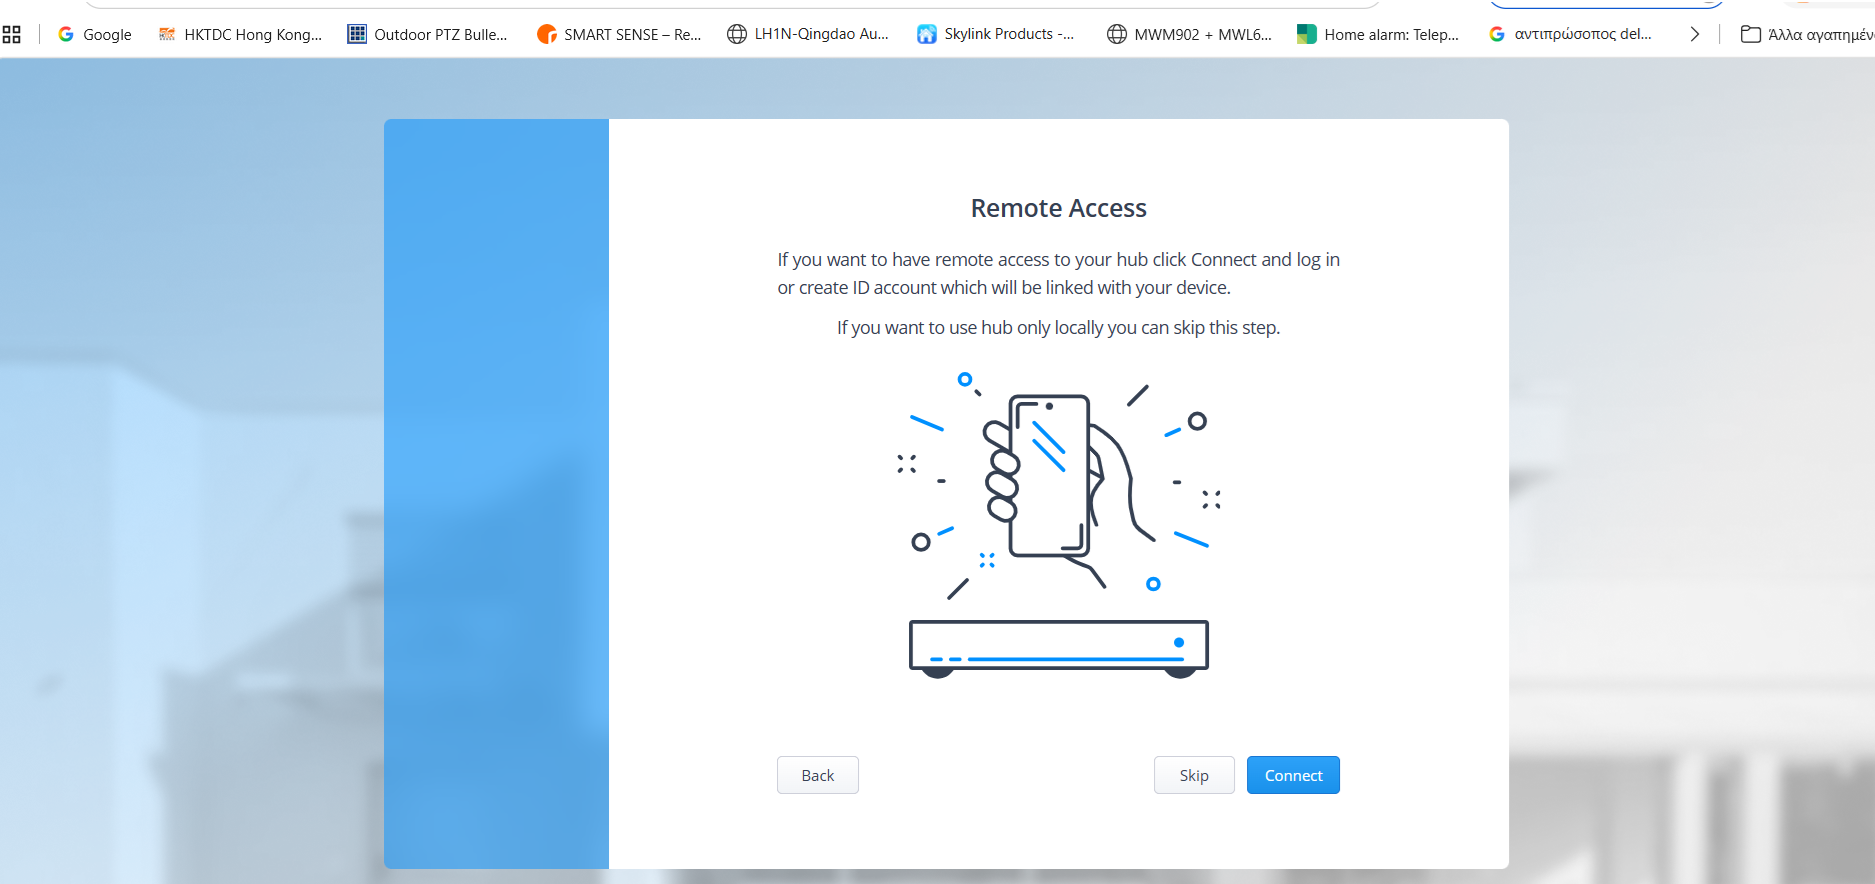 Google
HKTDC Hong Kong...
Outdoor PTZ Bulle...
SMART SENSE – Re...
LH1N-Qingdao Au...
Skylink Products -...
MWM902 + MWL6...
Home alarm: Telep...
αντιπρόσωπος del...
Άλλα αγαπημέν
Remote Access
If you want to have remote access to your hub click Connect and log in
or create ID account which will be linked with your device.
If you want to use hub only locally you can skip this step.
Back
Skip
Connect